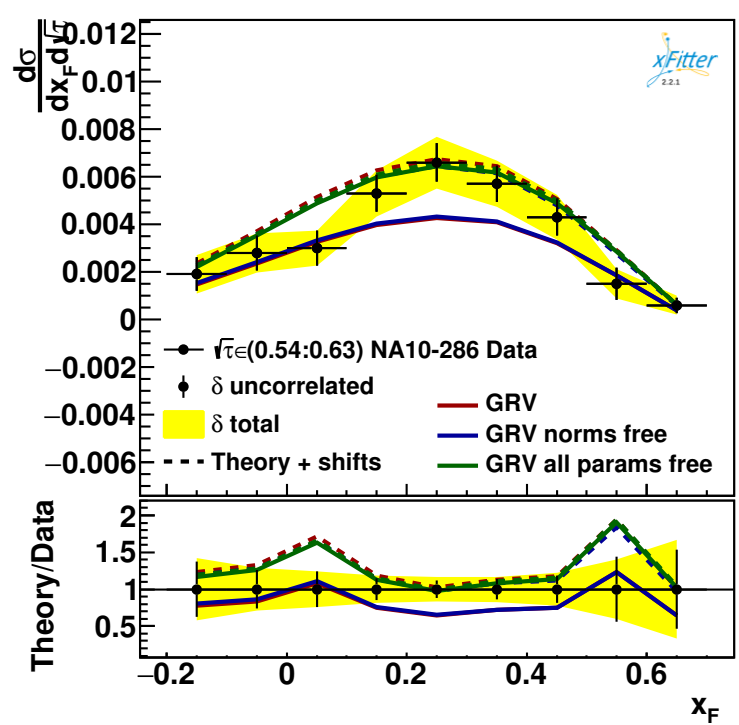 dσ
dx_F d√τ
0.012
0.01
0.008
0.006
0.004
0.002
0
−0.002
−0.004
−0.006
xFitter
2.2.1
√τ∈(0.54:0.63) NA10-286 Data
δ uncorrelated
δ total
Theory + shifts
GRV
GRV norms free
GRV all params free
Theory/Data
2
1.5
1
0.5
−0.2 0 0.2 0.4 0.6
x_F